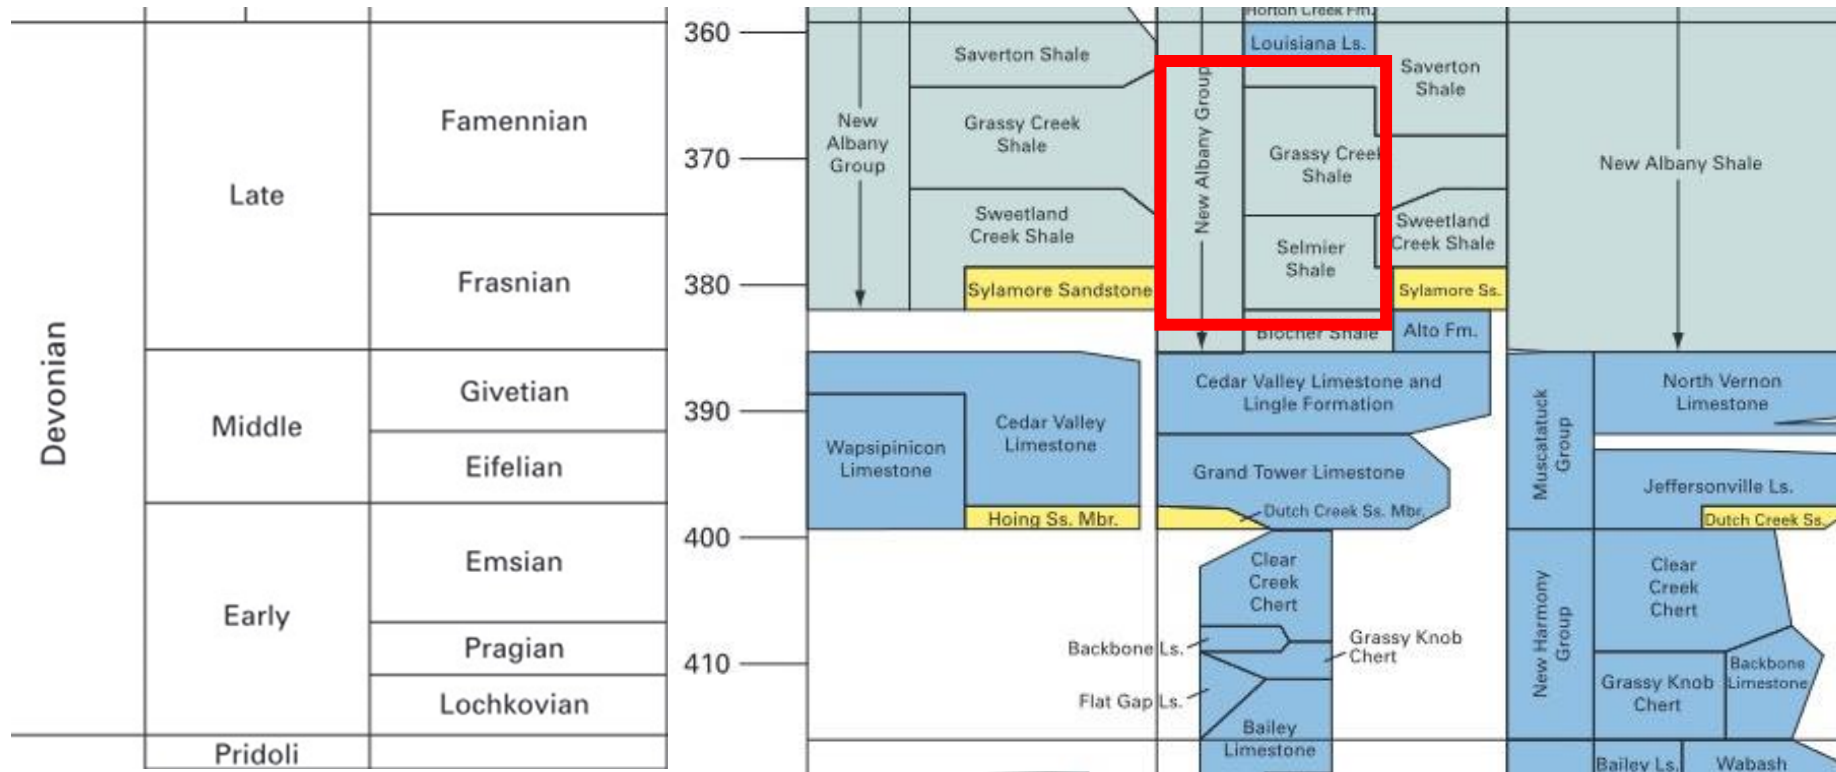 Devonian
Late
Middle
Early
Pridoli
Famennian
Frasnian
Givetian
Eifelian
Emsian
Pragian
Lochkovian
360
370
380
390
400
410
New
Albany
Group
Saverton Shale
Grassy Creek
Shale
Sweetland
Creek Shale
Sylamore Sandstone
Wapsipinicon
Limestone
Cedar Valley
Limestone
Hoing Ss. Mbr.
New Albany Group
Horton Creek Fm.
Louisiana Ls.
Grassy Creek
Shale
Selmier
Shale
Blocher Shale
Saverton
Shale
Sweetland
Creek Shale
Sylamore Ss.
Alto Fm.
Cedar Valley Limestone and
Lingle Formation
Grand Tower Limestone
Dutch Creek Ss. Mbr.
Clear
Creek
Chert
Backbone Ls.
Grassy Knob
Chert
Flat Gap Ls.
Bailey
Limestone
New Albany Shale
Muscatatuck
Group
North Vernon
Limestone
Jeffersonville Ls.
Dutch Creek Ss.
New Harmony
Group
Clear
Creek
Chert
Grassy Knob
Chert
Backbone
Limestone
Bailey Ls.
Wabash